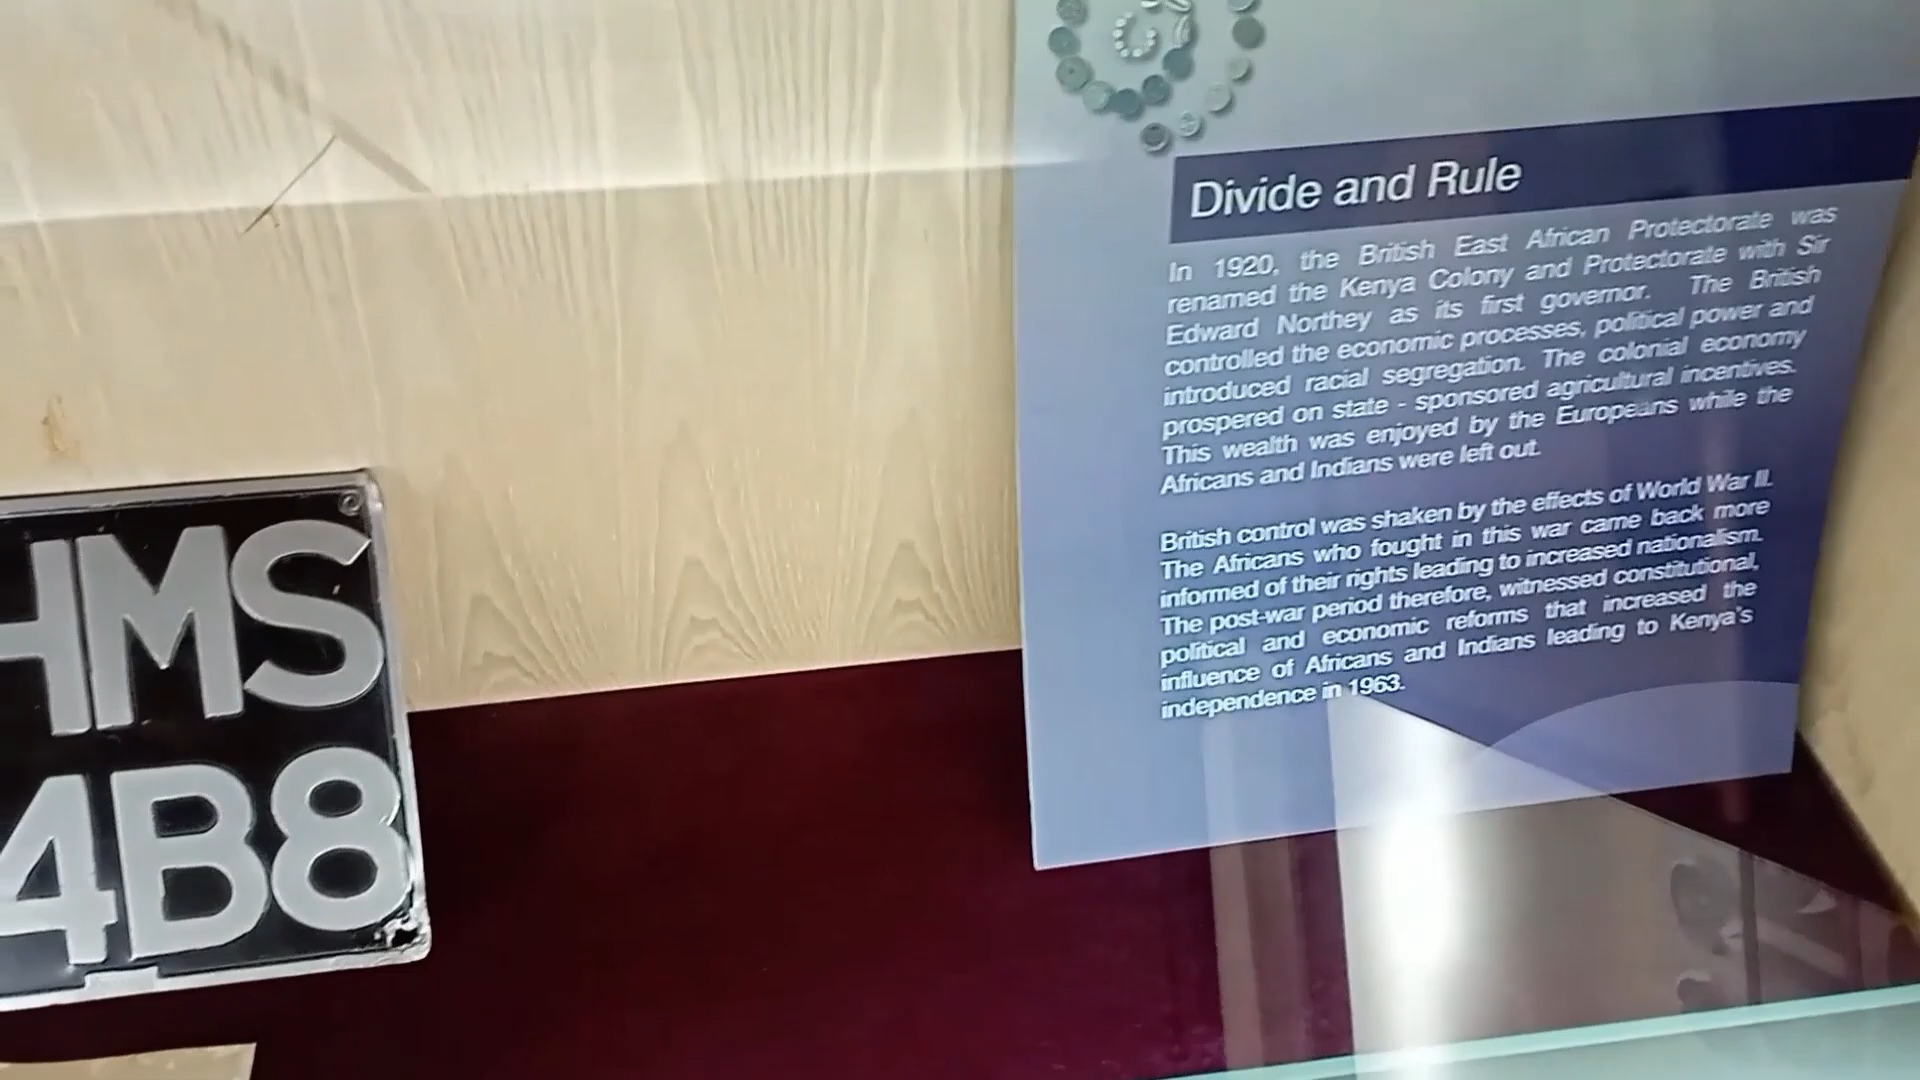 HMS
4B8
Divide and Rule
In 1920, the British East African Protectorate was
renamed the Kenya Colony and Protectorate with Sir
Edward Northey as its first governor. The British
controlled the economic processes, political power and
introduced racial segregation. The colonial economy
prospered on state - sponsored agricultural incentives.
This wealth was enjoyed by the Europeans while the
Africans and Indians were left out.
British control was shaken by the effects of World War II.
The Africans who fought in this war came back more
informed of their rights leading to increased nationalism.
The post-war period therefore, witnessed constitutional,
political and economic reforms that increased the
influence of Africans and Indians leading to Kenya's
independence in 1963.